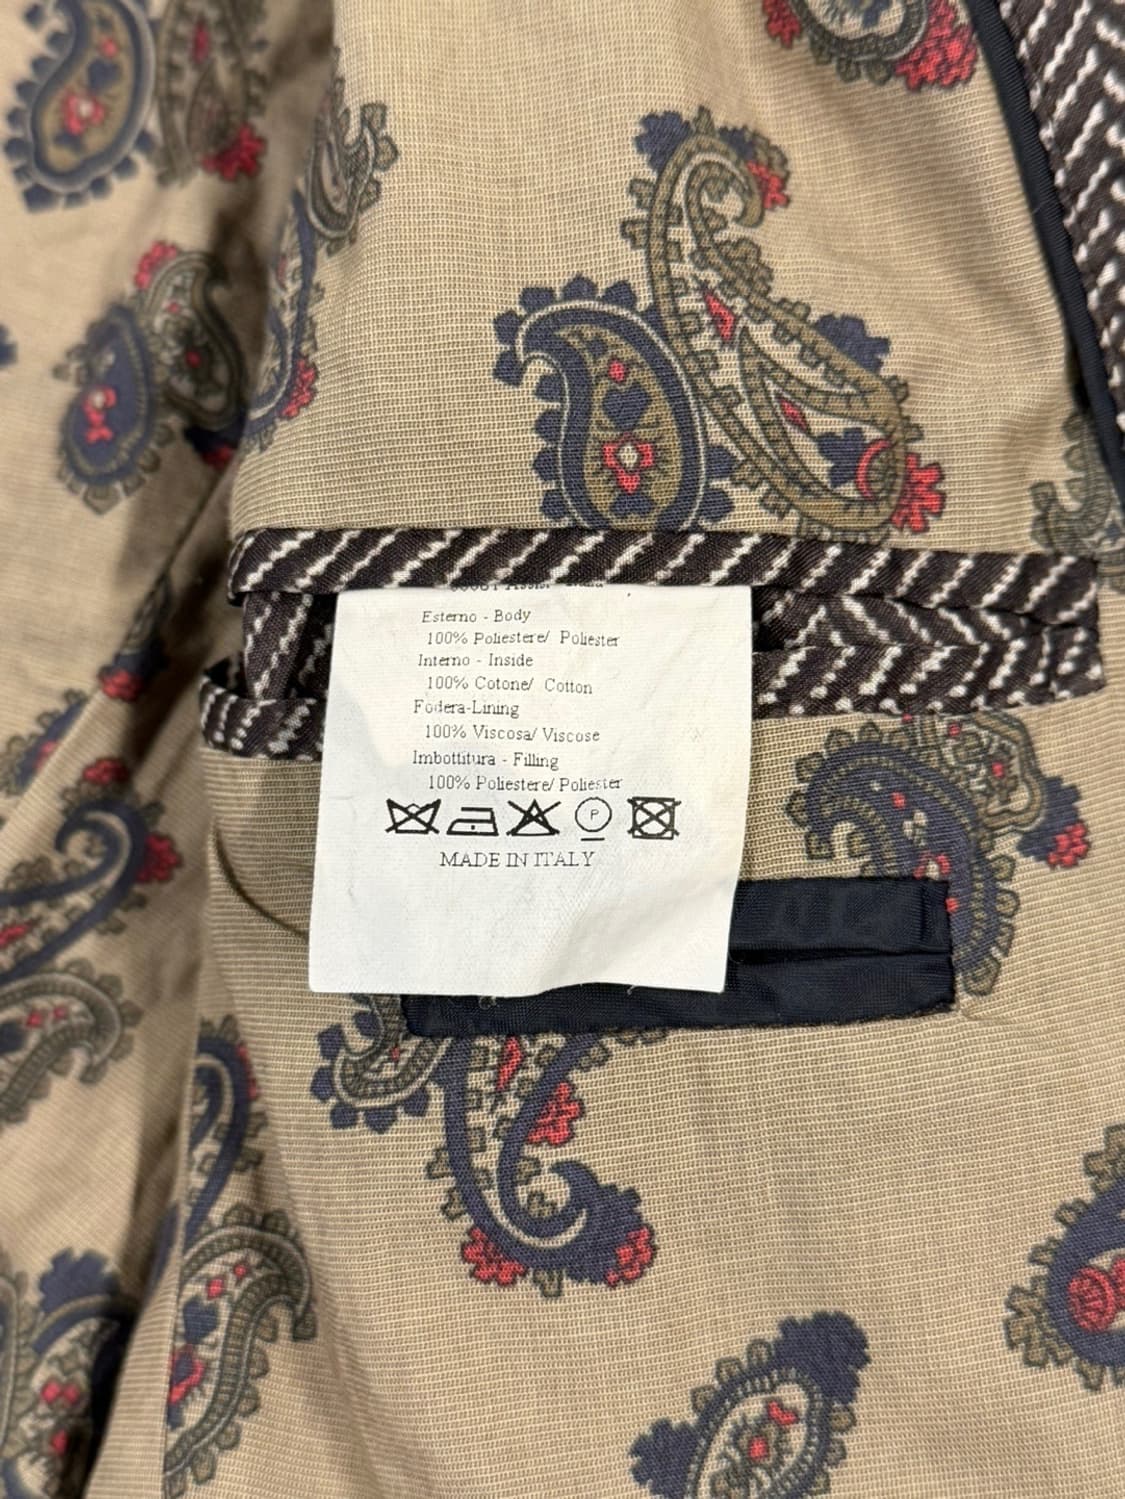 Esterno - Body
100% Poliestere/ Poliester
Interno - Inside
100% Cotone/ Cotton
Fodera-Lining
100% Viscosa/ Viscose
Imbottitura - Filling
100% Poliestere/ Poliester
P
MADE IN ITALY